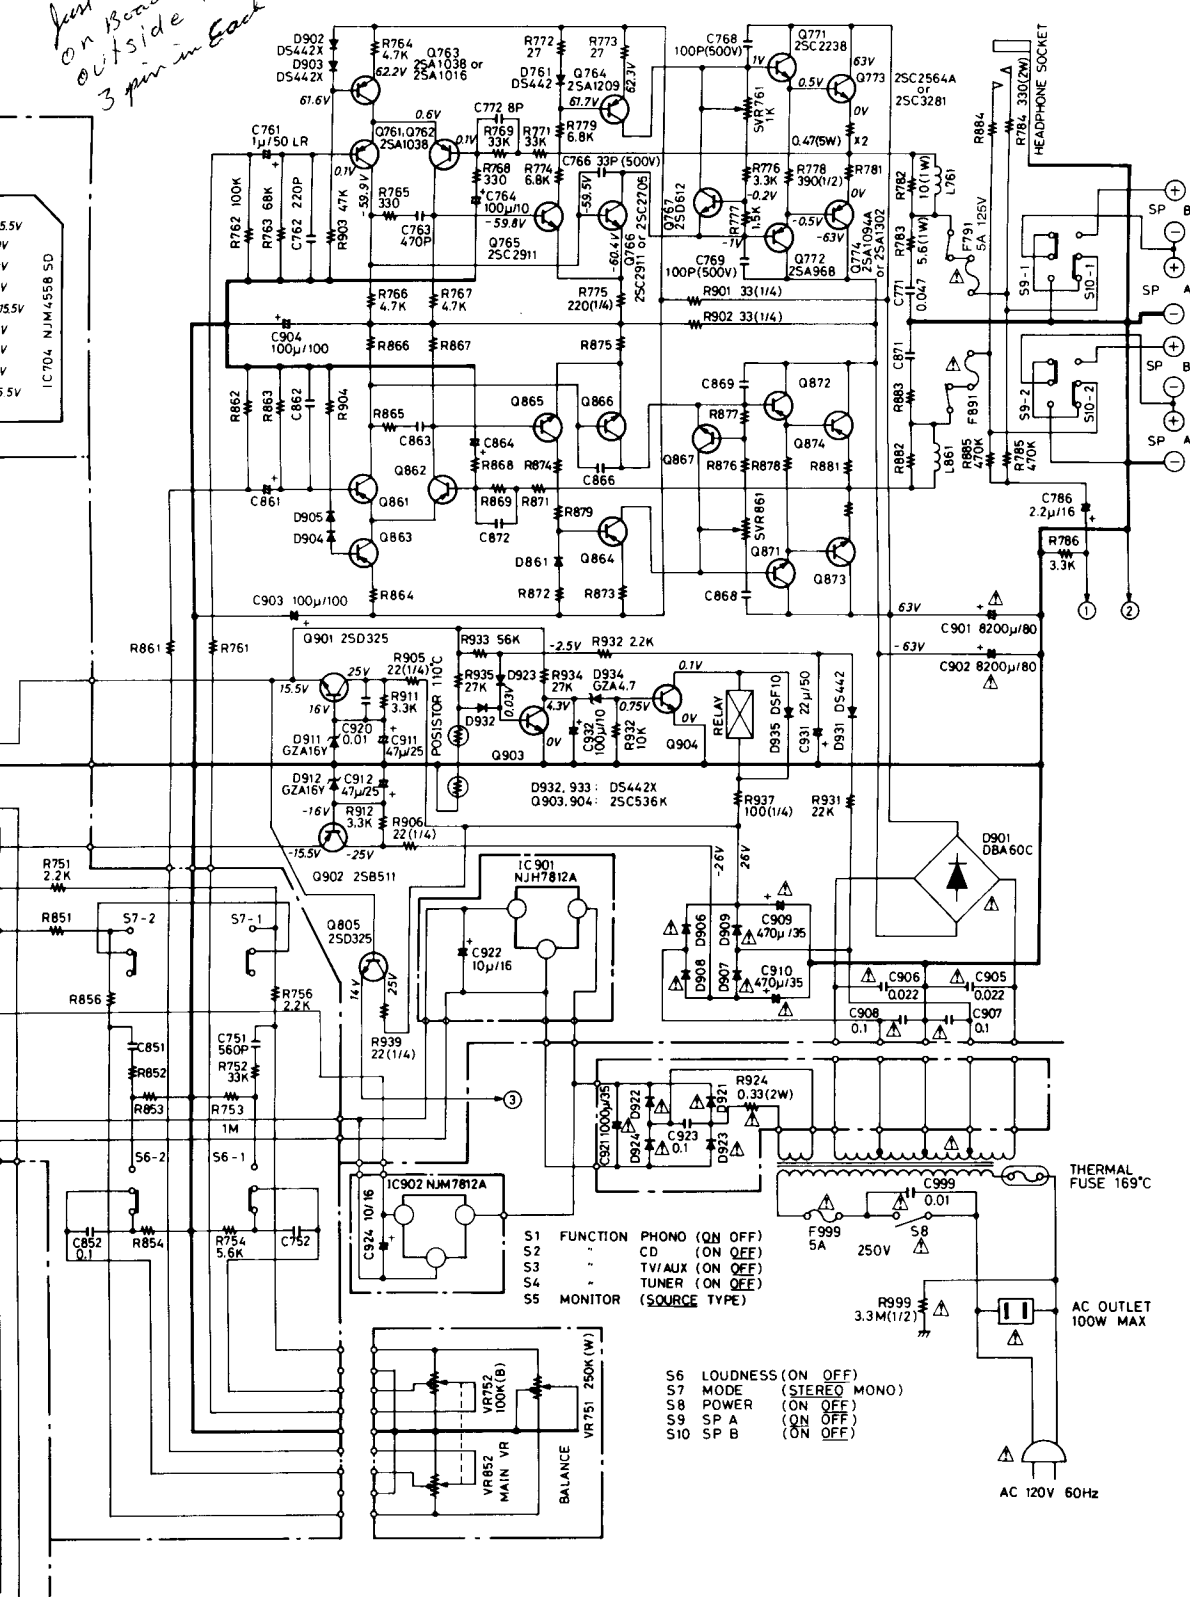 Just
on Boa
outside
3 pin in Each
D902
DS442X
D903
DS442X
R764
4.7K
62.2V
61.6V
Q763
2SA1038 or
2SA1016
R772
27
R773
27
D761
DS442
Q764
2SA1209
61.7V
62.3V
C768
100P(500V)
Q771
2SC2238
1V
63V
0.5V
Q773
2SC2564A
or
2SC3281
0V
0.47(5W)
X2
SVR761
1K
R884
R784 330(2W)
HEADPHONE SOCKET
C761
1μ/50 LR
0.6V
Q761,Q762
2SA1038
0.1V
0.1V
C772 8P
R769
33K
R771
33K
R779
6.8K
R768
330
R774
6.8K
C766 33P (500V)
R762 100K
R763 68K
C762 220P
R903 47K
-59.9V
R765
330
C763
470P
C764
100μ/10
-59.8V
Q765
2SC2911
-59.5V
-60.4V
Q766
2SC2911 or 2SC2705
Q767
2SD612
R776
3.3K
-0.2V
R777
1.5K
-1V
R778
390(1/2)
R781
0V
-0.5V
-63V
C769
100P(500V)
Q772
2SA968
Q774
2SA1094A
or 2SA1302
R782
10(1W)
L761
R783
5.6(1W)
C771
0.047
F791
5A 125V
S9-1
S10-1
SP
B
A
SP
5.5V
V
V
V
15.5V
V
V
V
5.5V
IC704 NJM4558 SD
R766
4.7K
R767
4.7K
R775
220(1/4)
R901 33(1/4)
R902 33(1/4)
C904
100μ/100
R866
R867
R875
R862
R863
C862
R904
R865
C863
Q865
Q866
C864
Q862
R868
R874
C866
C861
Q861
R869
R871
C872
D905
D904
Q863
R879
Q864
D861
R864
R872
R873
C869
Q872
R877
Q874
Q867
R876
R878
R881
SVR861
Q871
Q873
C868
C871
R883
F891
R882
L861
R885
470K
R785
470K
S9-2
S10-2
SP
B
SP
A
C786
2.2μ/16
R786
3.3K
1
2
C903 100μ/100
63V
C901 8200μ/80
-63V
C902 8200μ/80
R861
R761
Q901 2SD325
R905
22(1/4)
25V
15.5V
16V
R911
3.3K
C920
0.01
C911
47μ/25
D911
GZA16Y
D912
GZA16Y
C912
47μ/25
-16V
R912
3.3K
R906
22(1/4)
-15.5V
-25V
Q902 2SB511
POSISTOR 110°C
R933 56K
R935
27K
D923
D932
0.03V
-2.5V
R934
27K
4.3V
0V
Q903
R932 2.2K
D934
GZA4.7
0.75V
C932
100μ/10
R932
10K
0.1V
0V
Q904
RELAY
D935 DSF10
C931 22μ/50
D931 DS442
D932, 933: DS442X
Q903,904: 2SC536K
R937
100(1/4)
R931
22K
D901
DBA60C
R751
2.2K
R851
S7-2
S7-1
R856
R756
2.2K
Q805
2SD325
14V
25V
R939
22(1/4)
IC901
NJH7812A
C922
10μ/16
-26V
26V
D906
D909
D908
D907
C909
470μ/35
C910
470μ/35
C906
0.022
C905
0.022
C908
0.1
C907
0.1
C851
R852
R853
C751
560P
R752
33K
R753
1M
S6-2
S6-1
C852
0.1
R854
R754
5.6K
C752
3
C921 1000μ/35
D922
D924
C923
0.1
D921
D923
R924
0.33(2W)
IC902 NJM7812A
C924 10/16
THERMAL
FUSE 169°C
C999
0.01
F999
5A
S8
250V
R999
3.3M(1/2)
AC OUTLET
100W MAX
AC 120V 60Hz
S1 FUNCTION PHONO (ON OFF)
S2 " CD (ON OFF)
S3 " TV/AUX (ON OFF)
S4 " TUNER (ON OFF)
S5 MONITOR (SOURCE TYPE)
S6 LOUDNESS (ON OFF)
S7 MODE (STEREO MONO)
S8 POWER (ON OFF)
S9 SP A (ON OFF)
S10 SP B (ON OFF)
VR752
100K(B)
VR852
MAIN VR
BALANCE
VR751 250K(W)